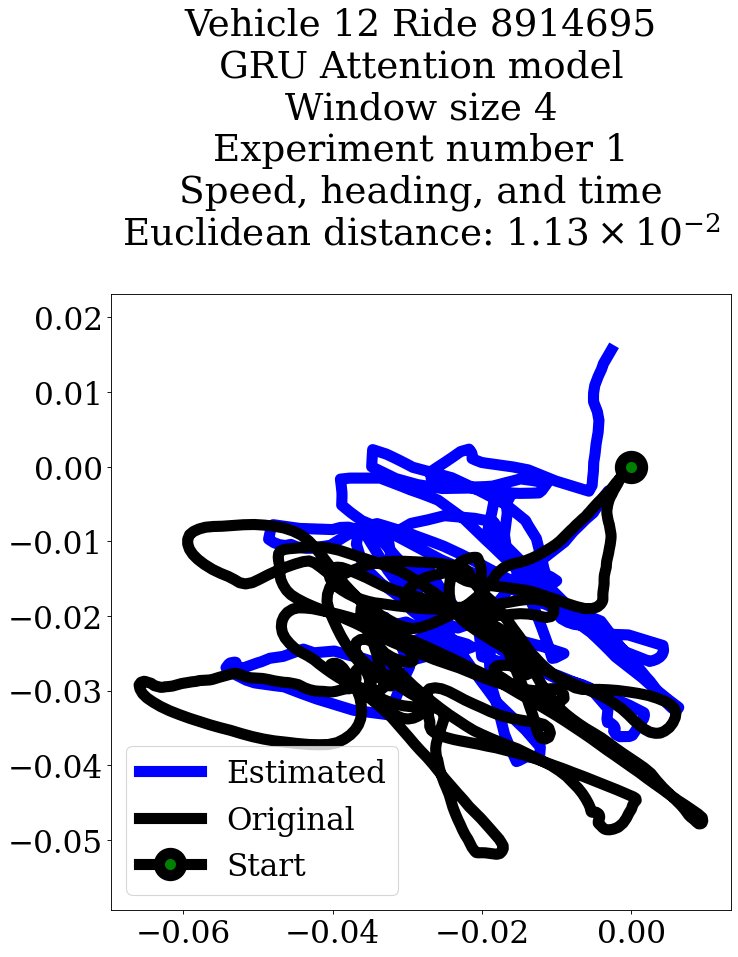 Vehicle 12 Ride 8914695
GRU Attention model
Window size 4
Experiment number 1
Speed, heading, and time
Euclidean distance: 1.13 × 10⁻²
0.02
0.01
0.00
−0.01
−0.02
−0.03
−0.04
−0.05
Estimated
Original
Start
−0.06
−0.04
−0.02
0.00